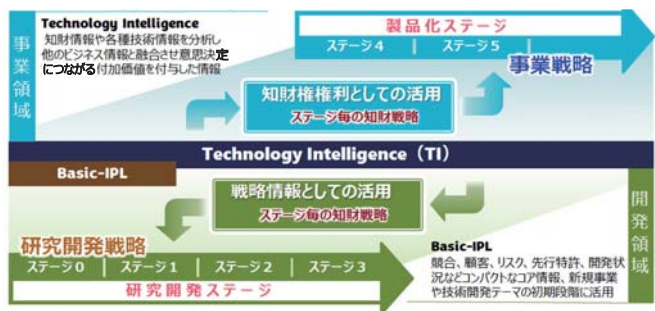 事業領域
Technology Intelligence
知財情報や各種技術情報を分析し
他のビジネス情報と融合させ意思決定
につながる付加価値を付与した情報
製品化ステージ
ステージ4 ステージ5
事業戦略
知財権権利としての活用
ステージ毎の知財戦略
Technology Intelligence（TI）
Basic-IPL
戦略情報としての活用
ステージ毎の知財戦略
開発領域
研究開発戦略
ステージ0 ステージ1 ステージ2 ステージ3
研究開発ステージ
Basic-IPL
競合、顧客、リスク、先行特許、開発状
況などコンパクトなコア情報、新規事業
や技術開発テーマの初期段階に活用